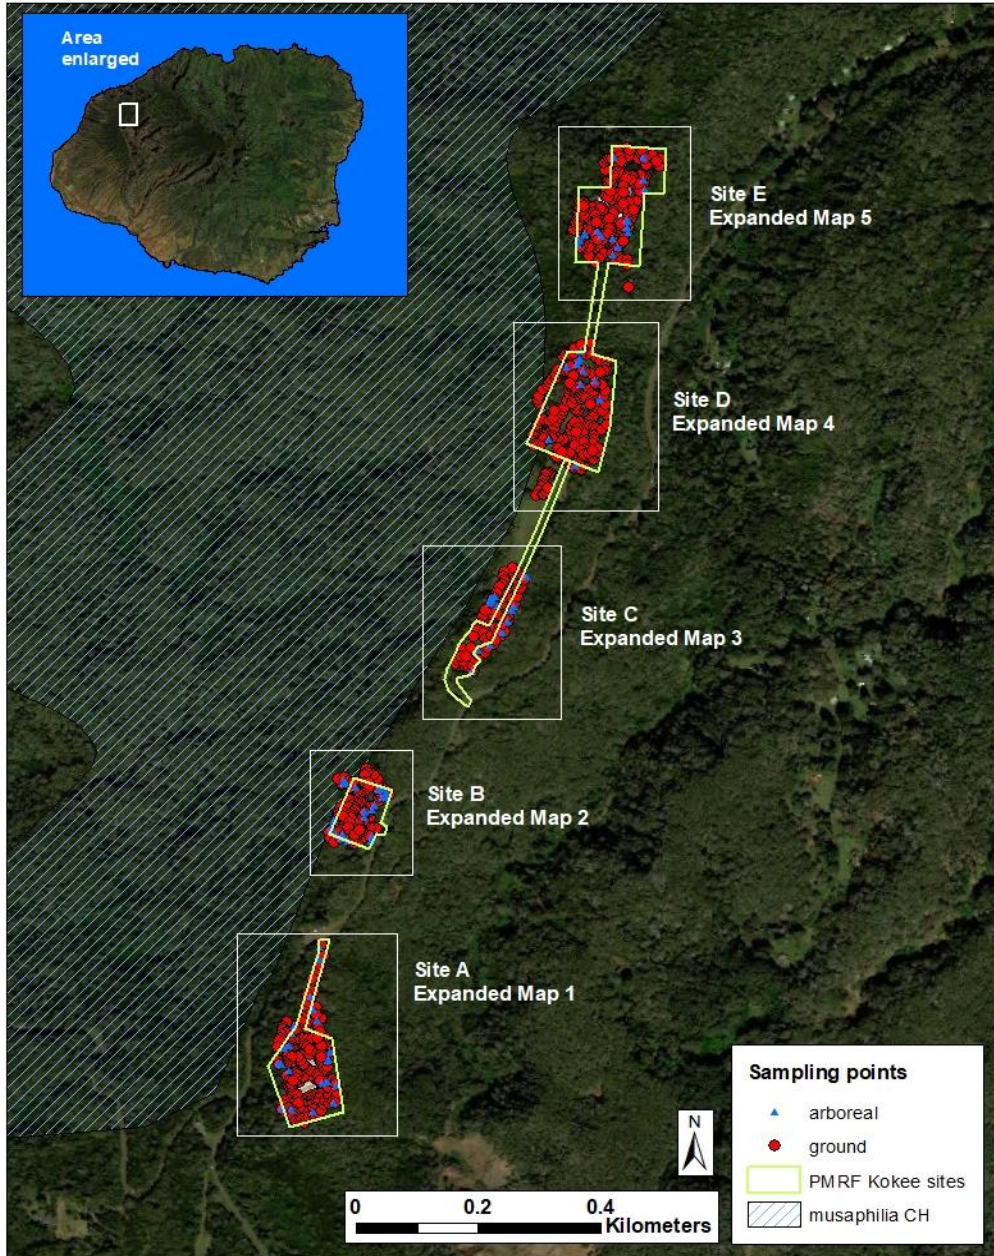 Area
enlarged
Site E
Expanded Map 5
Site D
Expanded Map 4
Site C
Expanded Map 3
Site B
Expanded Map 2
Site A
Expanded Map 1
Sampling points
arboreal
ground
PMRF Kokee sites
musaphilia CH
N
0 0.2 0.4
Kilometers